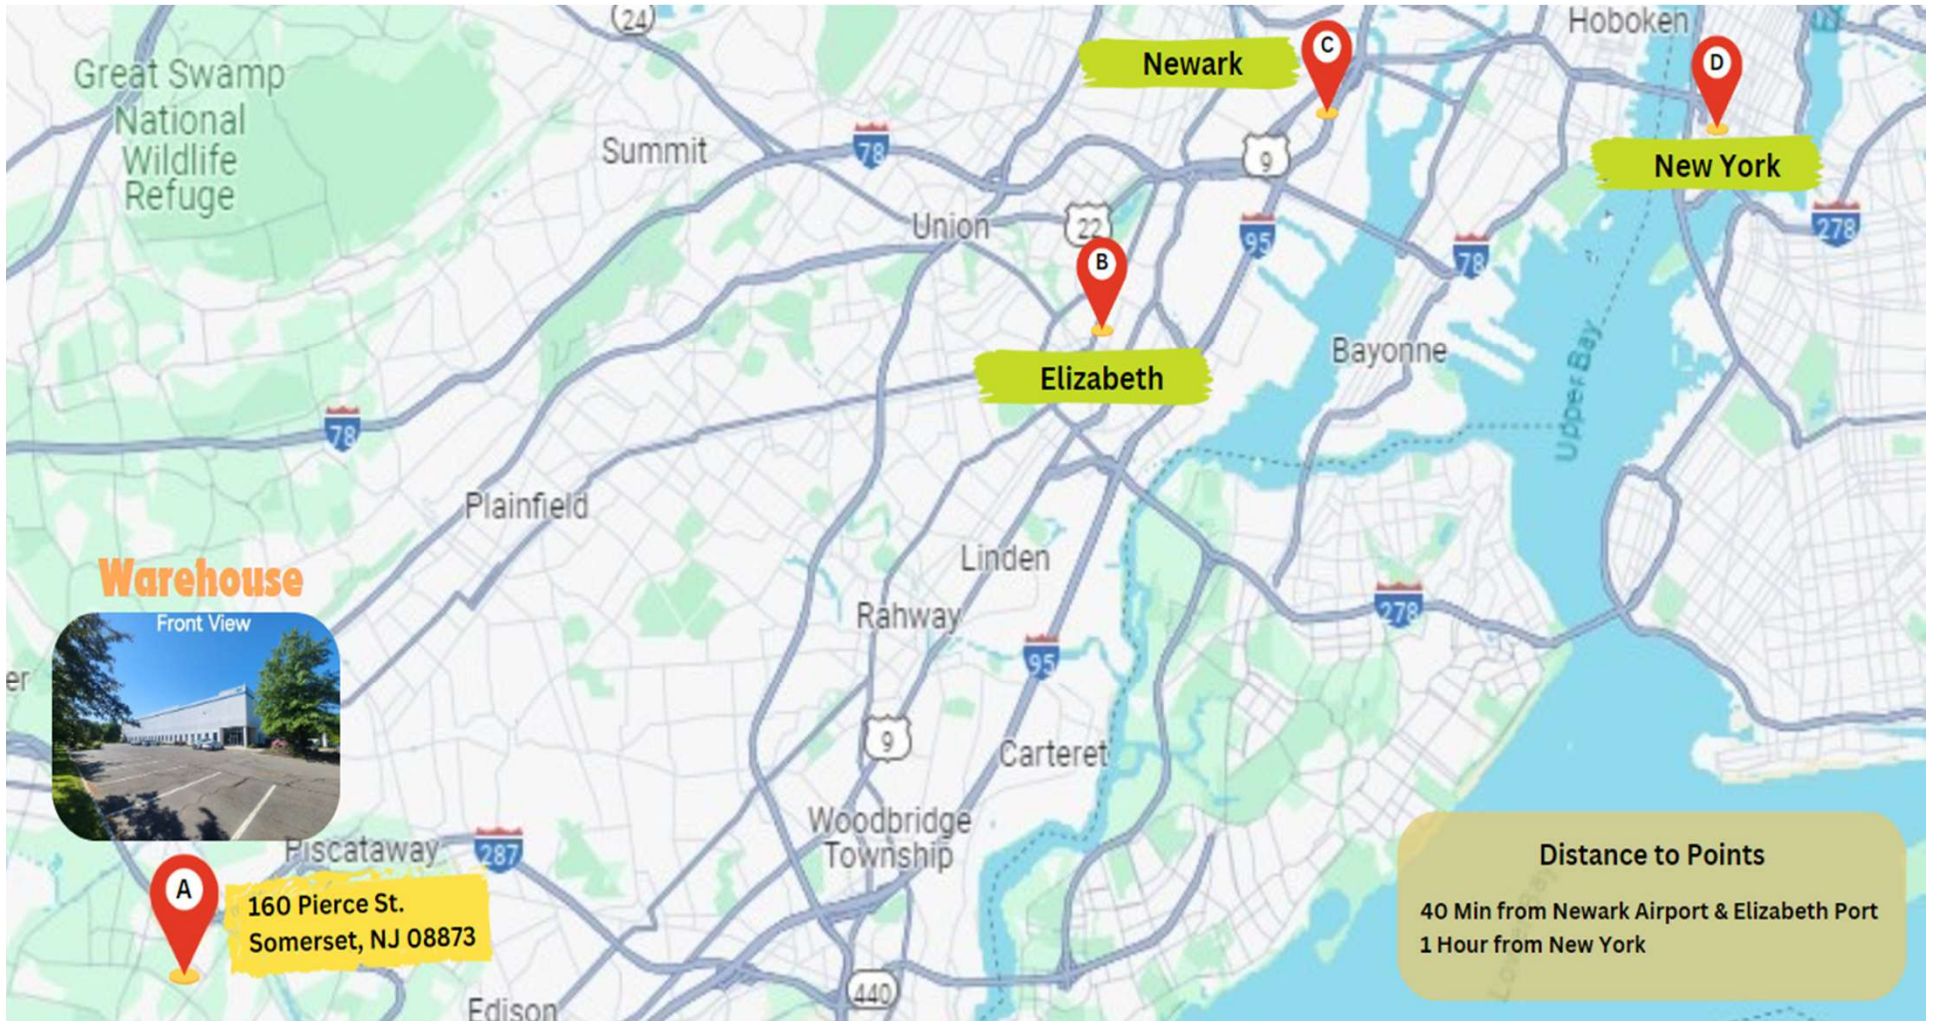 24
Hoboken
Great Swamp
National
Wildlife
Refuge
Newark
C
D
Summit
78
9
New York
Union
22
95
278
B
78
Elizabeth
Bayonne
Upper Bay
78
Plainfield
Linden
Warehouse
Front View
Rahway
278
95
er
9
Carteret
Woodbridge
Township
Piscataway
287
A
160 Pierce St.
Somerset, NJ 08873
Distance to Points
40 Min from Newark Airport & Elizabeth Port
1 Hour from New York
Lower Bay
440
Edison